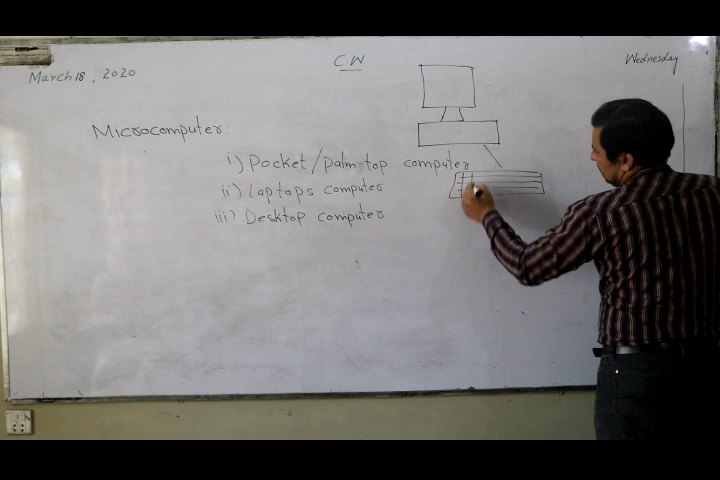 CW
Wednesday
March 18, 2020
Microcomputer:
i) Pocket/palm top computer
ii) Laptops computer
iii) Desktop computer